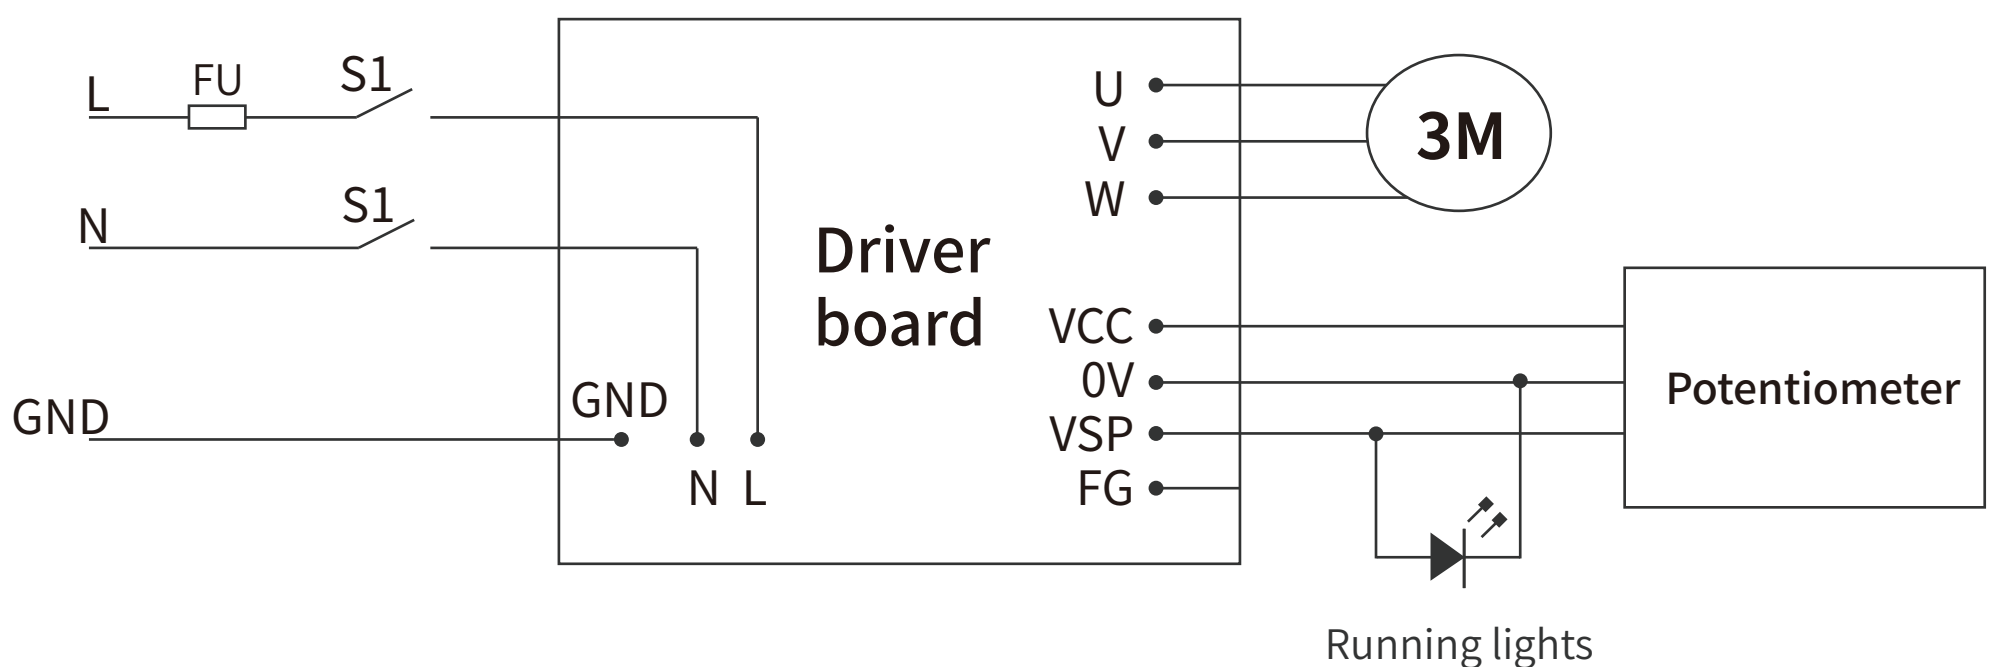 L
FU
S1
N
S1
GND
GND
N
L
Driver
board
U
V
W
VCC
0V
VSP
FG
3M
Potentiometer
Running lights